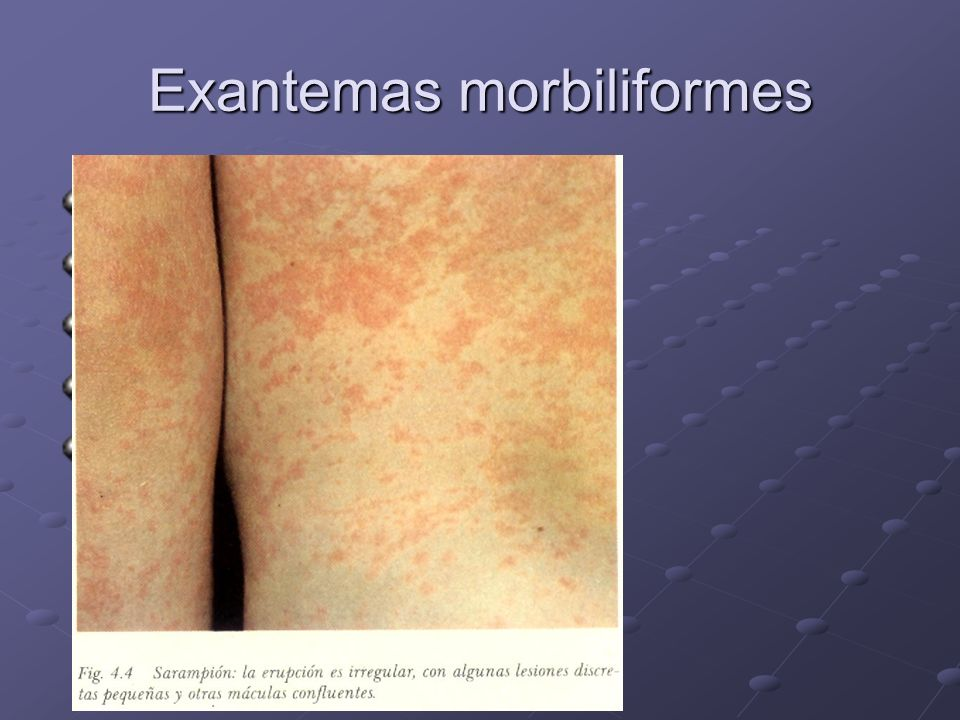 Exantemas morbiliformes
Fig. 4.4 Sarampión: la erupción es irregular, con algunas lesiones discre-
tas pequeñas y otras máculas confluentes.